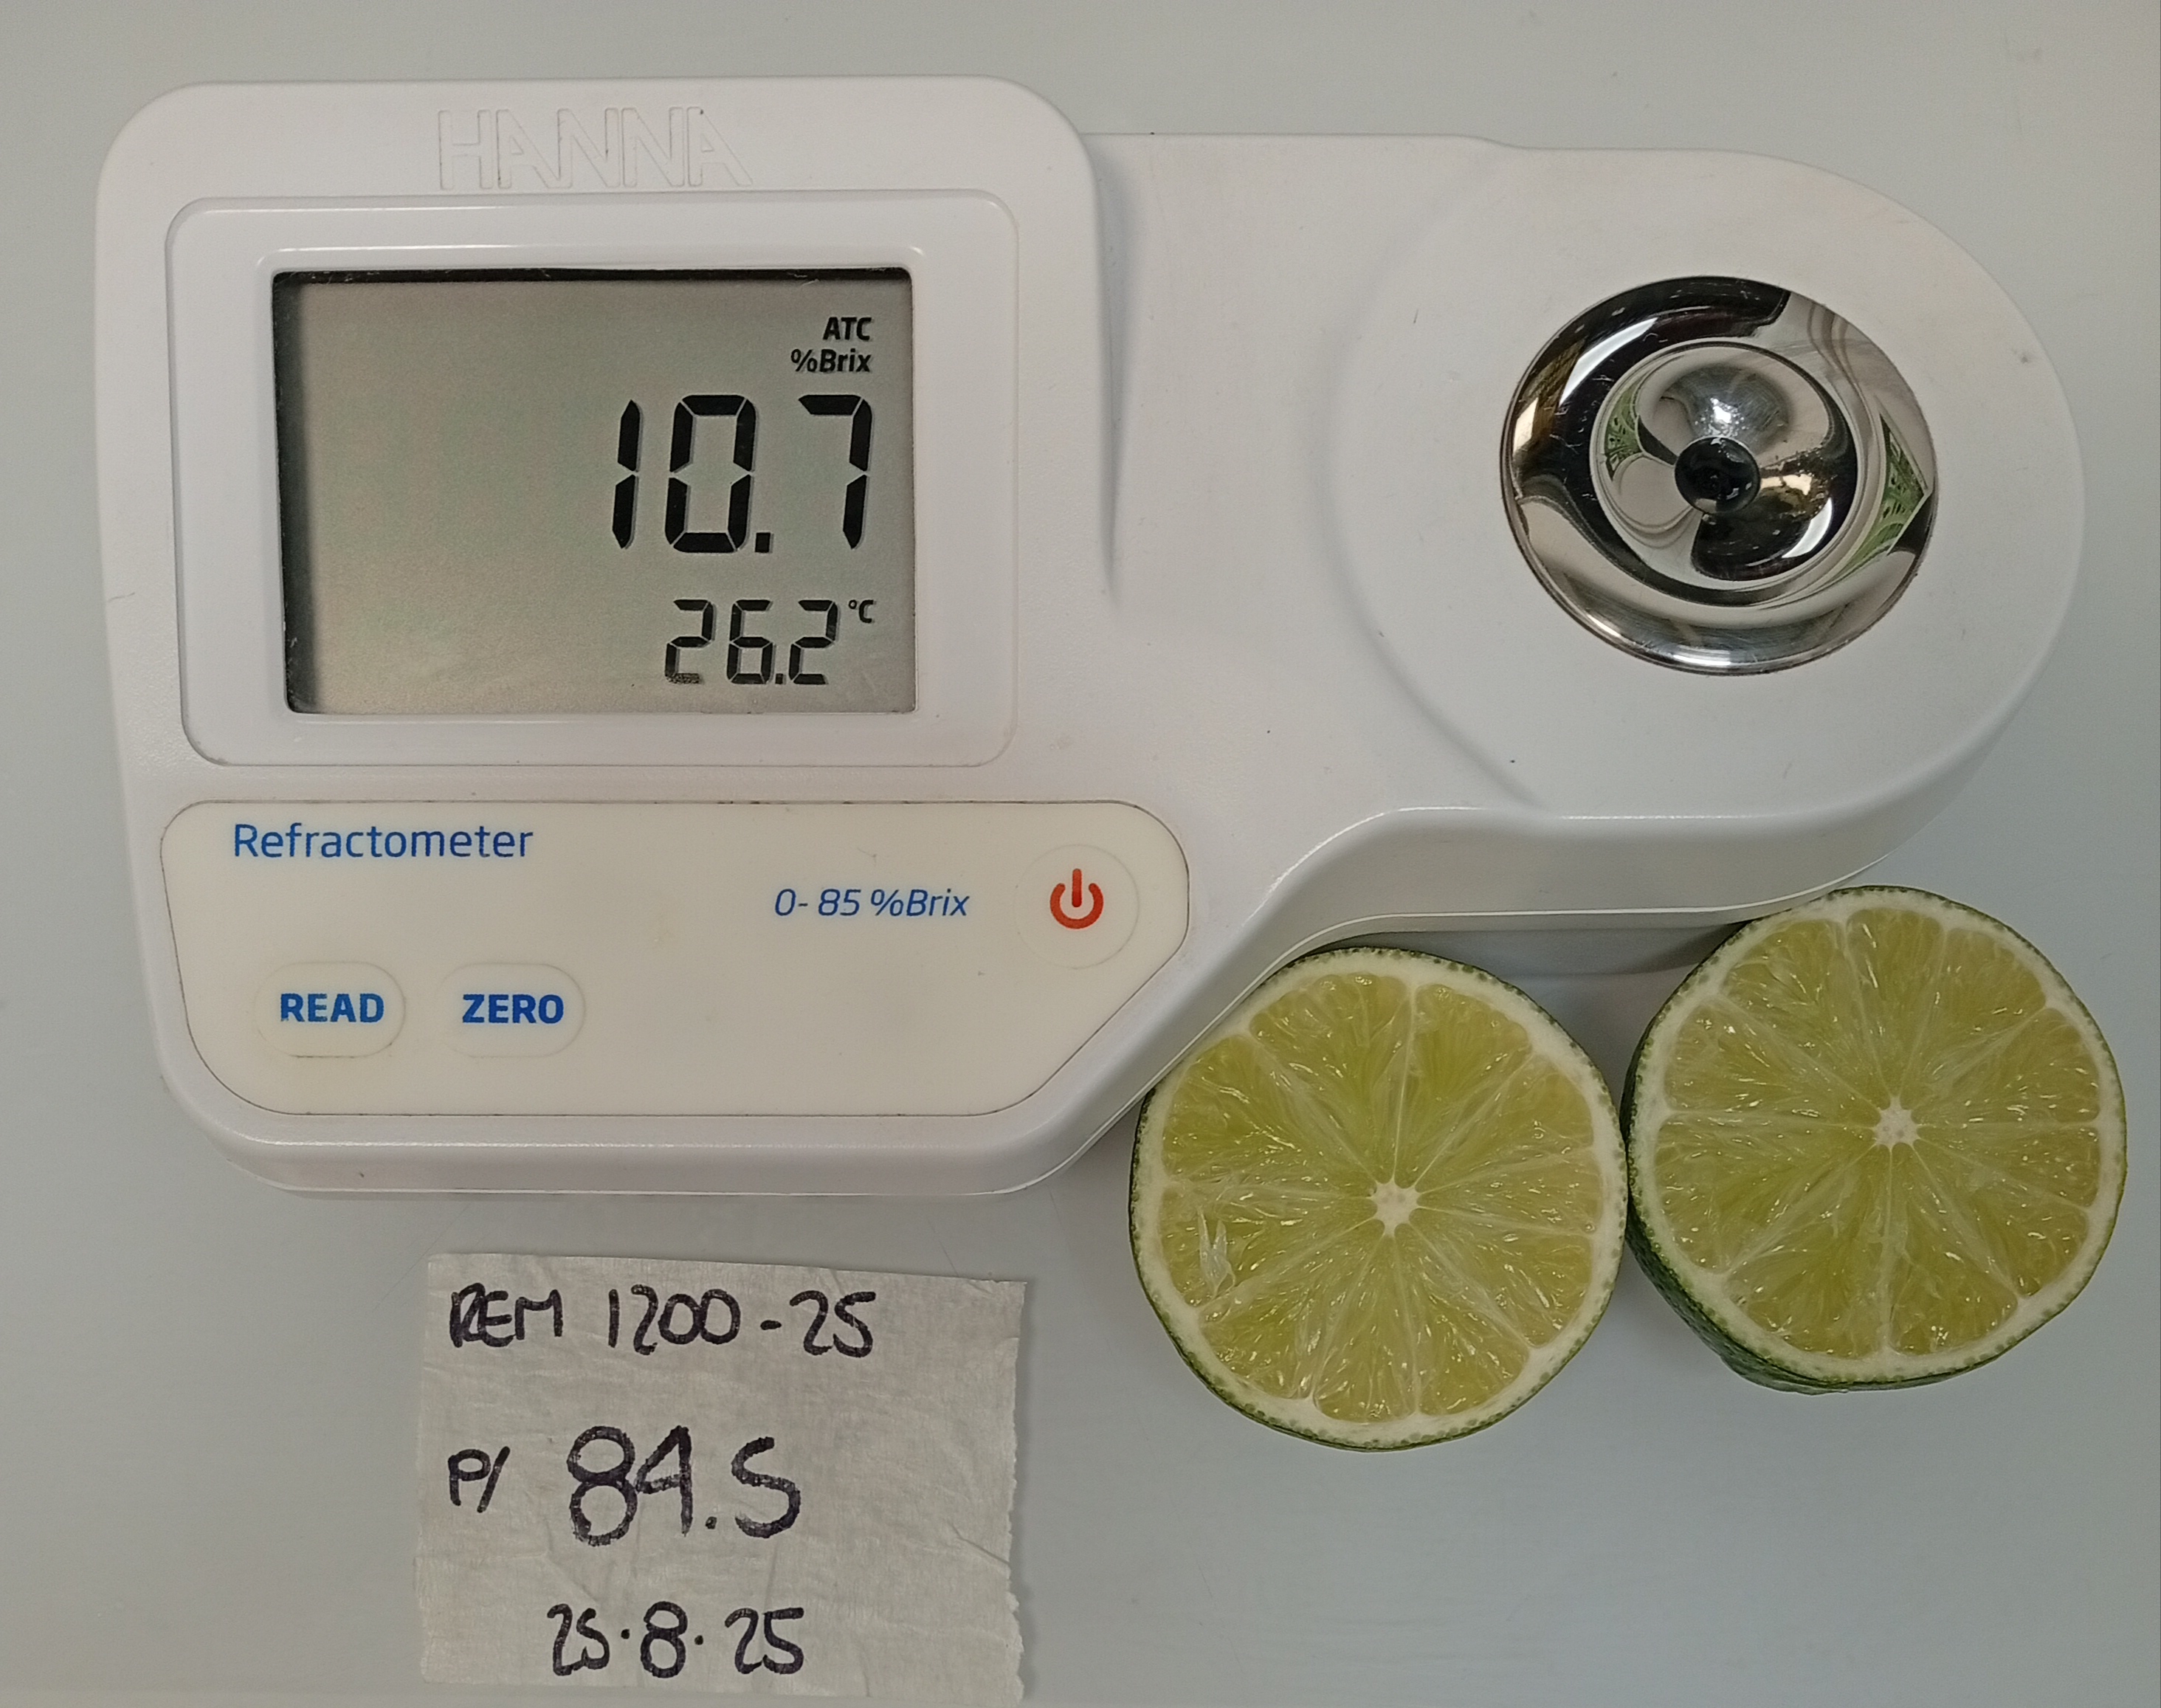 HANNA
ATC
%Brix
10.7
26.2 °C
Refractometer
0- 85 %Brix
READ ZERO
REM 1200-25
P/ 84.5
25.8.25